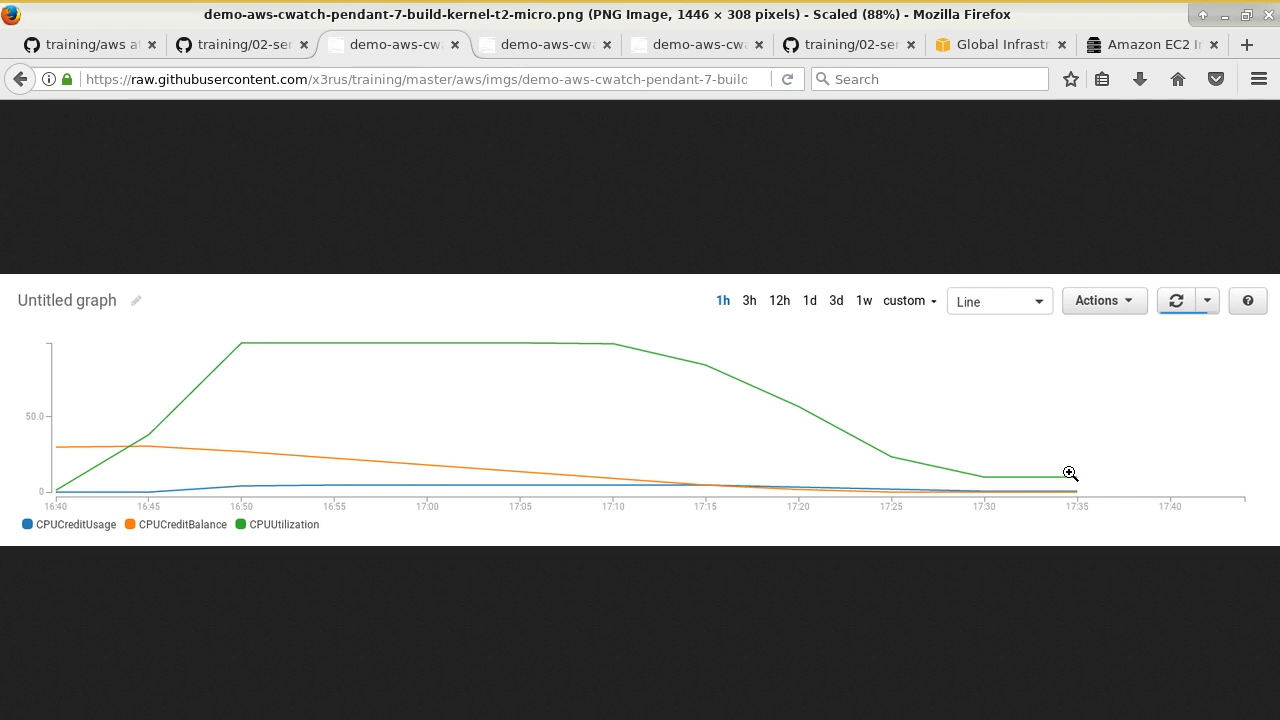 demo-aws-cwatch-pendant-7-build-kernel-t2-micro.png (PNG Image, 1446 × 308 pixels) - Scaled (88%) - Mozilla Firefox
training/aws a
training/02-ser
demo-aws-cw
demo-aws-cw
demo-aws-cw
training/02-ser
Global Infrast
Amazon EC2 I
https://raw.githubusercontent.com/x3rus/training/master/aws/imgs/demo-aws-cwatch-pendant-7-build
Search
Untitled graph
1h 3h 12h 1d 3d 1w custom
Line
Actions
50.0
0
16:40 16:45 16:50 16:55 17:00 17:05 17:10 17:15 17:20 17:25 17:30 17:35 17:40
CPUCreditUsage CPUCreditBalance CPUUtilization